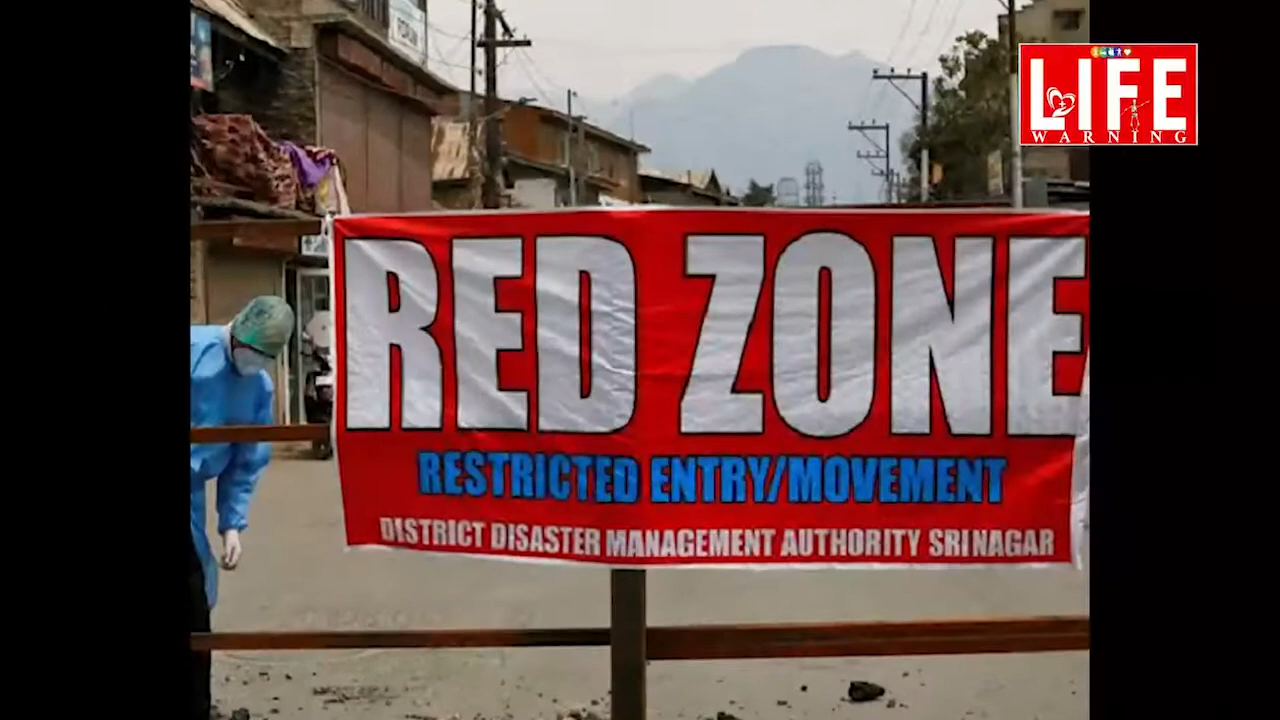 LIFE
WARNING
RED ZONE
RESTRICTED ENTRY/MOVEMENT
DISTRICT DISASTER MANAGEMENT AUTHORITY SRINAGAR